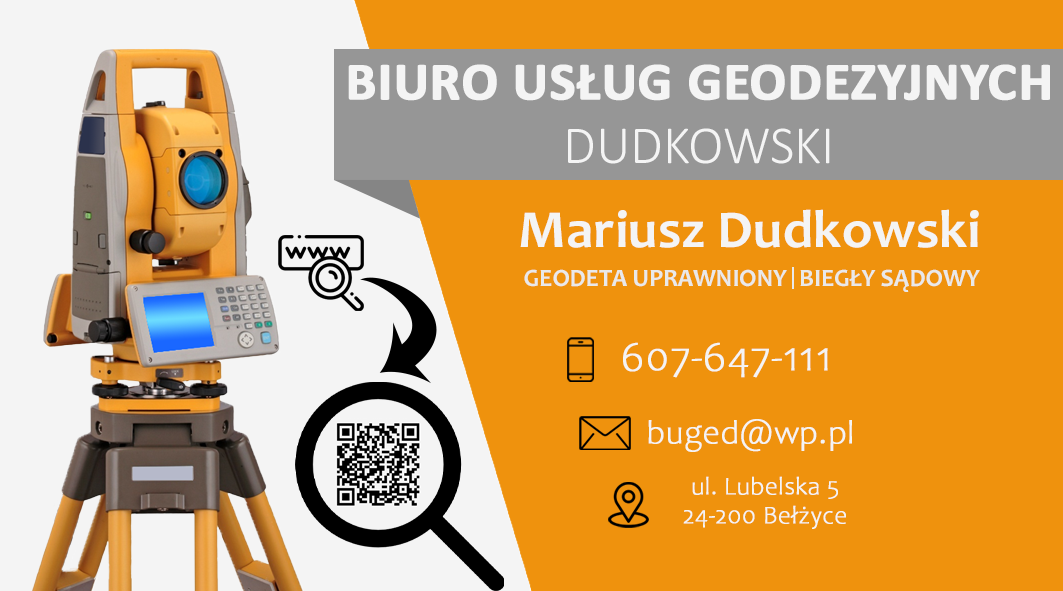 BIURO USŁUG GEODEZYJNYCH
DUDKOWSKI
Mariusz Dudkowski
GEODETA UPRAWNIONY|BIEGŁY SĄDOWY
www
607-647-111
buged@wp.pl
ul. Lubelska 5
24-200 Bełżyce